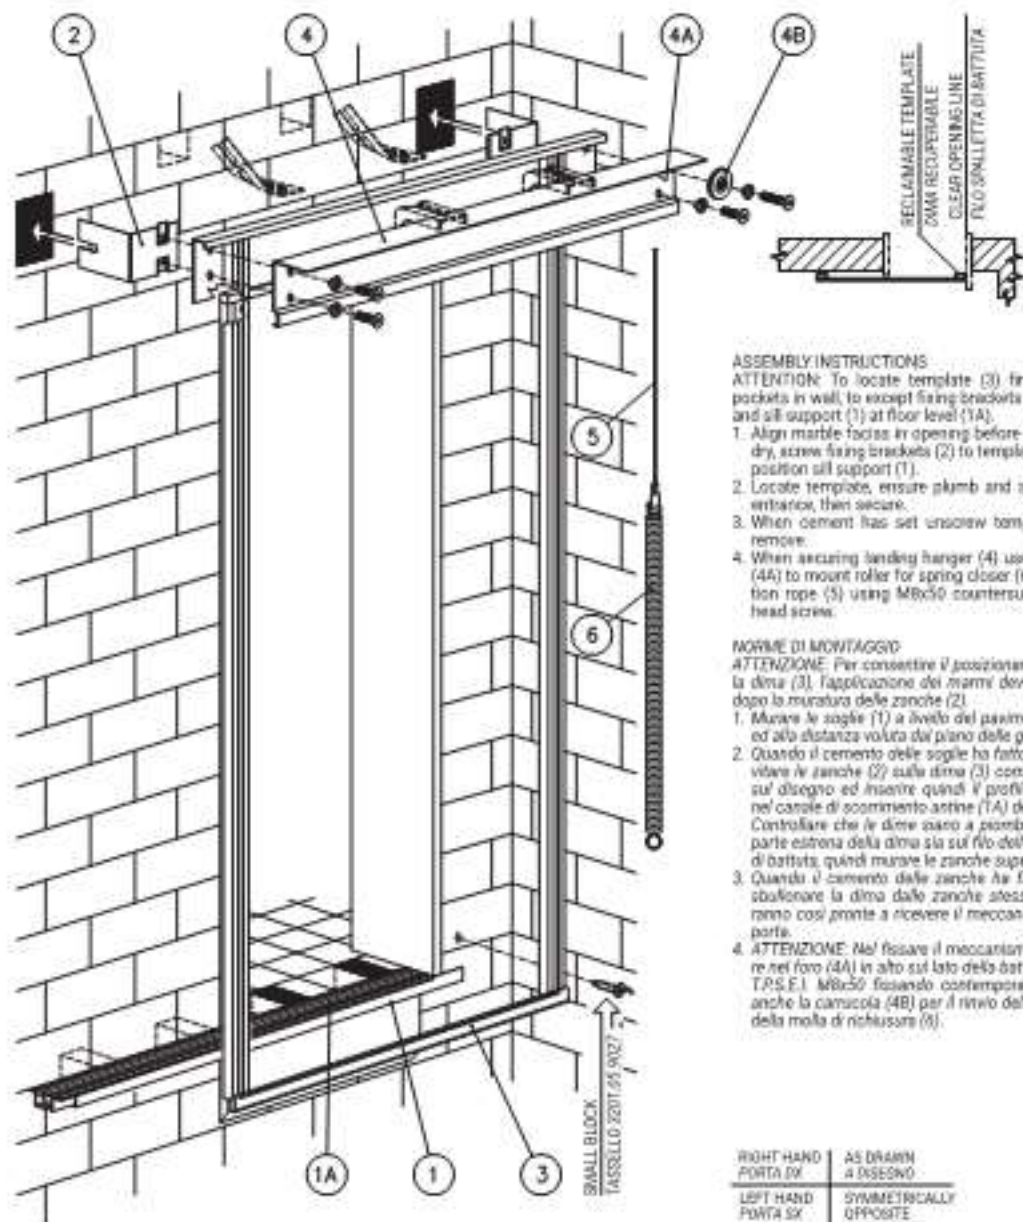 2
4
4A
4B
RECLAIMABLE TEMPLATE
DIMA RECUPERABILE
CLEAR OPENING LINE
FILO SPALLETTA DI BATTUTA
ASSEMBLY INSTRUCTIONS
ATTENTION: To locate template (3) fir
pockets in wall, to except fixing brackets
and sill support (1) at floor level (1A).
1. Align marble facias in opening before
dry, screw fixing brackets (2) to templa
position sill support (1).
2. Locate template, ensure plumb and
entrance, then secure.
3. When cement has set unscrew tem
remove.
4. When securing landing hanger (4) us
(4A) to mount roller for spring closer
tion rope (5) using M8x50 countersu
head screw.
NORME DI MONTAGGIO
ATTENZIONE: Per consentire il posizionar
la dima (3), l'applicazione dei marmi dev
dopo la muratura delle zanche (2)
1. Murare le soglie (1) a livello del pavim
ed alla distanza voluta dal piano delle g
2. Quando il cemento delle soglie ha fatto
vitare le zanche (2) sulla dima (3) com
sul disegno ed inserire quindi il profil
nel canale di scorrimento antine (1A) d
Controllare che le dime siano a piomb
parte estrena della dima sia sul filo dell
di battuta, quindi murare le zanche sup
3. Quando il cemento delle zanche ha f
sbullonare la dima dalle zanche stess
ranno così pronte a ricevere il meccan
porte.
4. ATTENZIONE: Nel fissare il meccanism
re nel foro (4A) in alto sul lato della bat
T.P.S.E.I. M8x50 fissando contempor
anche la carrucola (4B) per il rinvio del
della molla di richiusura (6).
5
6
1A
1
3
SMALL BLOCK
TASSELLO 3201.05.9027
RIGHT HAND AS DRAWN
PORTA DX A DISEGNO
LEFT HAND SYMMETRICALLY
PORTA SX OPPOSITE